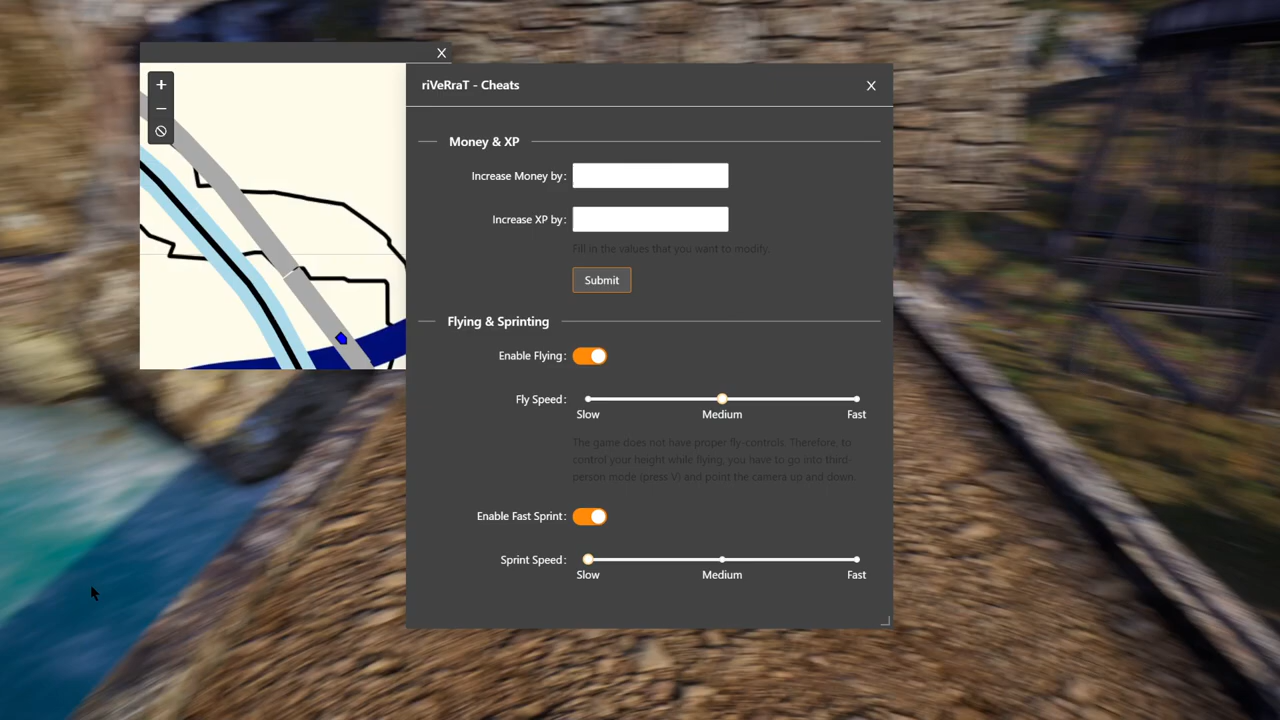 X
+
−
riVeRraT - Cheats
X
Money & XP
Increase Money by:
Increase XP by:
Fill in the values that you want to modify.
Submit
Flying & Sprinting
Enable Flying:
Fly Speed:
Slow Medium Fast
The game does not have proper fly-controls. Therefore, to
control your height while flying, you have to go into third-
person mode (press V) and point the camera up and down.
Enable Fast Sprint:
Sprint Speed:
Slow Medium Fast